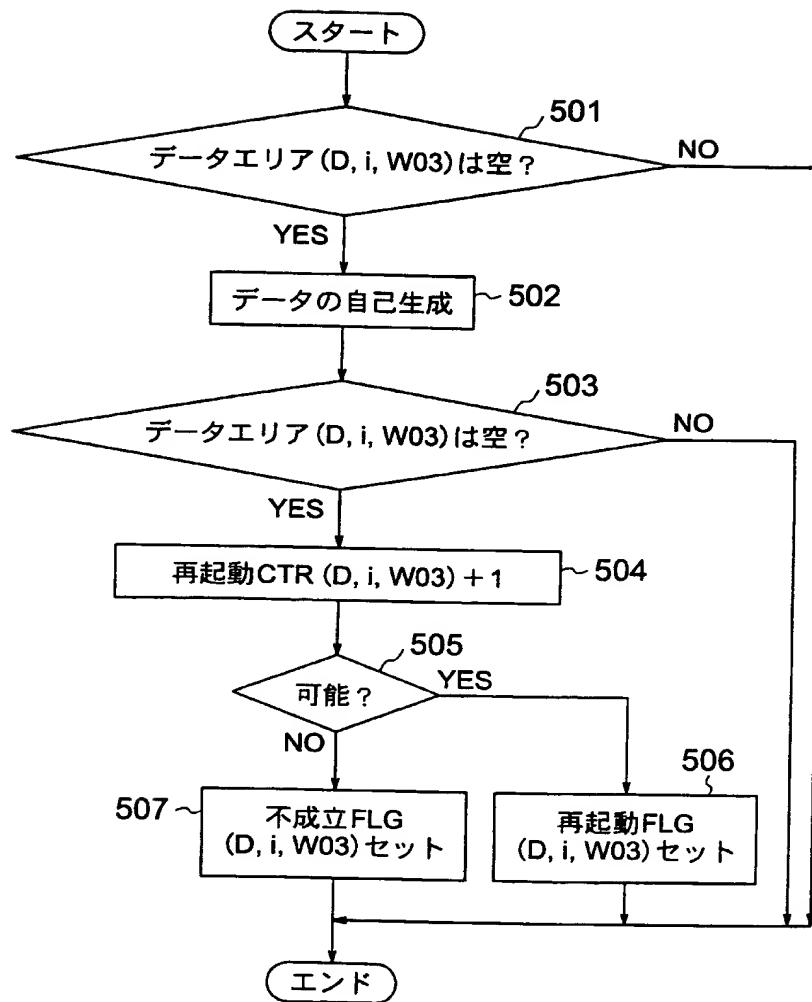 スタート
501
データエリア(D, i, W03)は空？
NO
YES
データの自己生成
502
503
データエリア(D, i, W03)は空？
NO
YES
再起動CTR (D, i, W03)＋1
504
505
可能？
YES
NO
507
不成立FLG
(D, i, W03)セット
506
再起動FLG
(D, i, W03)セット
エンド